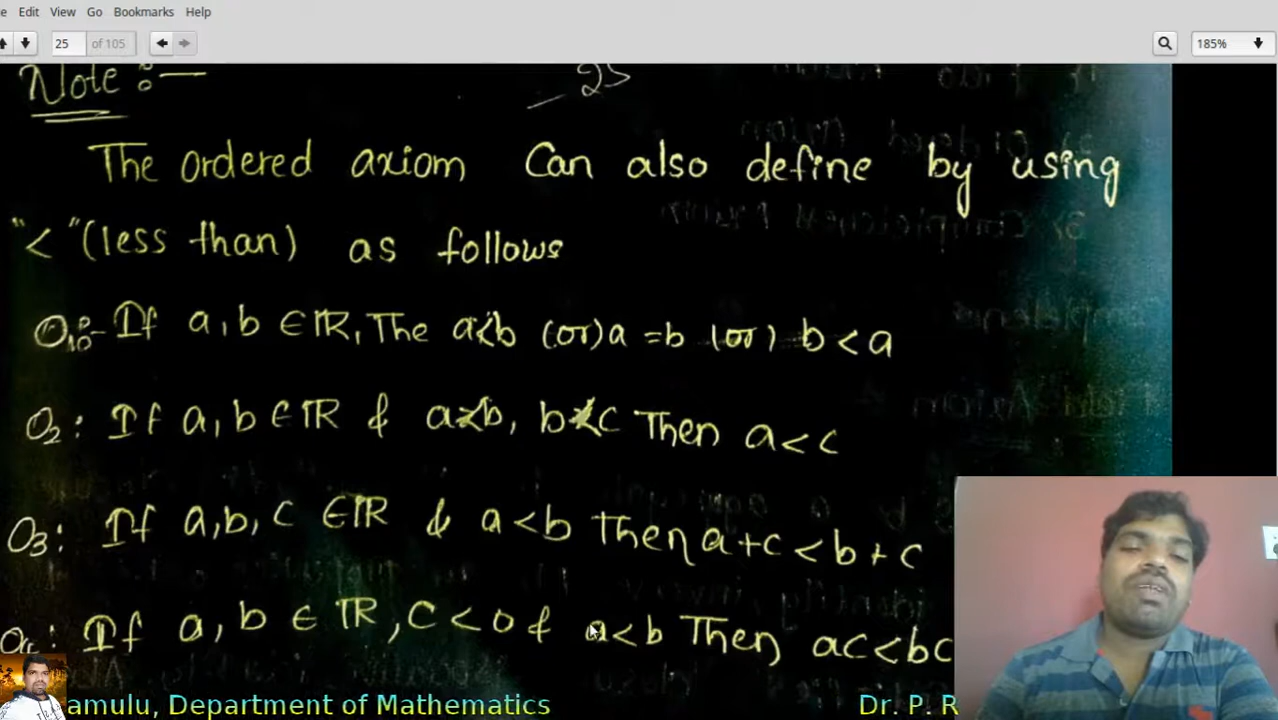 Edit View Go Bookmarks Help
25 of 105 185%
Note :-
25
The ordered axiom Can also define by using
"<" (less than) as follows
O₁:- If a, b ∈ ℝ, The a<b (or) a = b (or) b < a
O₂: If a, b ∈ ℝ & a<b, b<c Then a < c
O₃: If a, b, c ∈ ℝ & a < b Then a+c < b+c
If a, b ∈ ℝ, C < 0 & a < b Then ac < bc
amulu, Department of Mathematics Dr. P. R